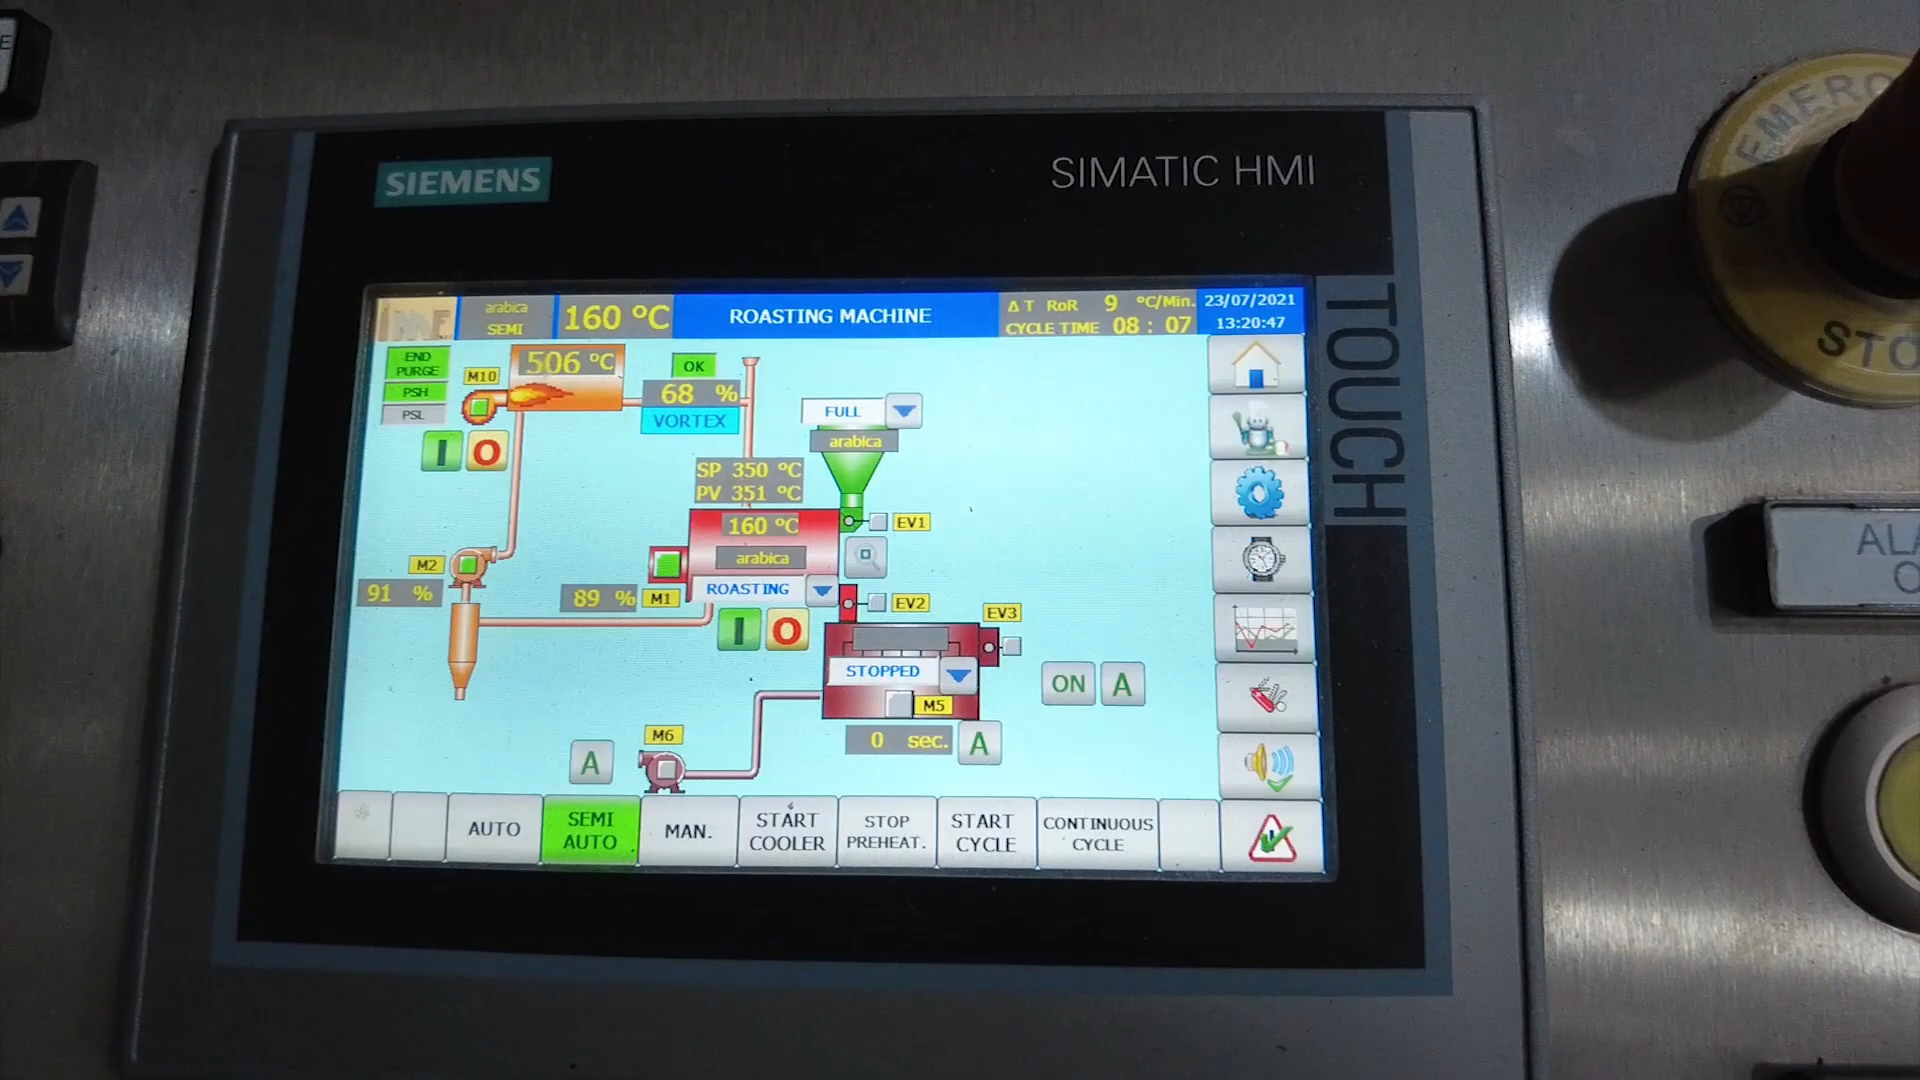 SIEMENS
SIMATIC HMI
TOUCH
arabica
SEMI
160 °C
ROASTING MACHINE
Δ T RoR 9 °C/Min.
CYCLE TIME 08 : 07
23/07/2021
13:20:47
END
PURGE
PSH
PSL
M10
506 °C
OK
68 %
VORTEX
I O
FULL
arabica
SP 350 °C
PV 351 °C
160 °C
arabica
ROASTING
EV1
M2
91 %
89 %
M1
I O
EV2
EV3
STOPPED
M5
ON A
0 sec.
A
M6
A
AUTO
SEMI
AUTO
MAN.
START
COOLER
STOP
PREHEAT.
START
CYCLE
CONTINUOUS
CYCLE